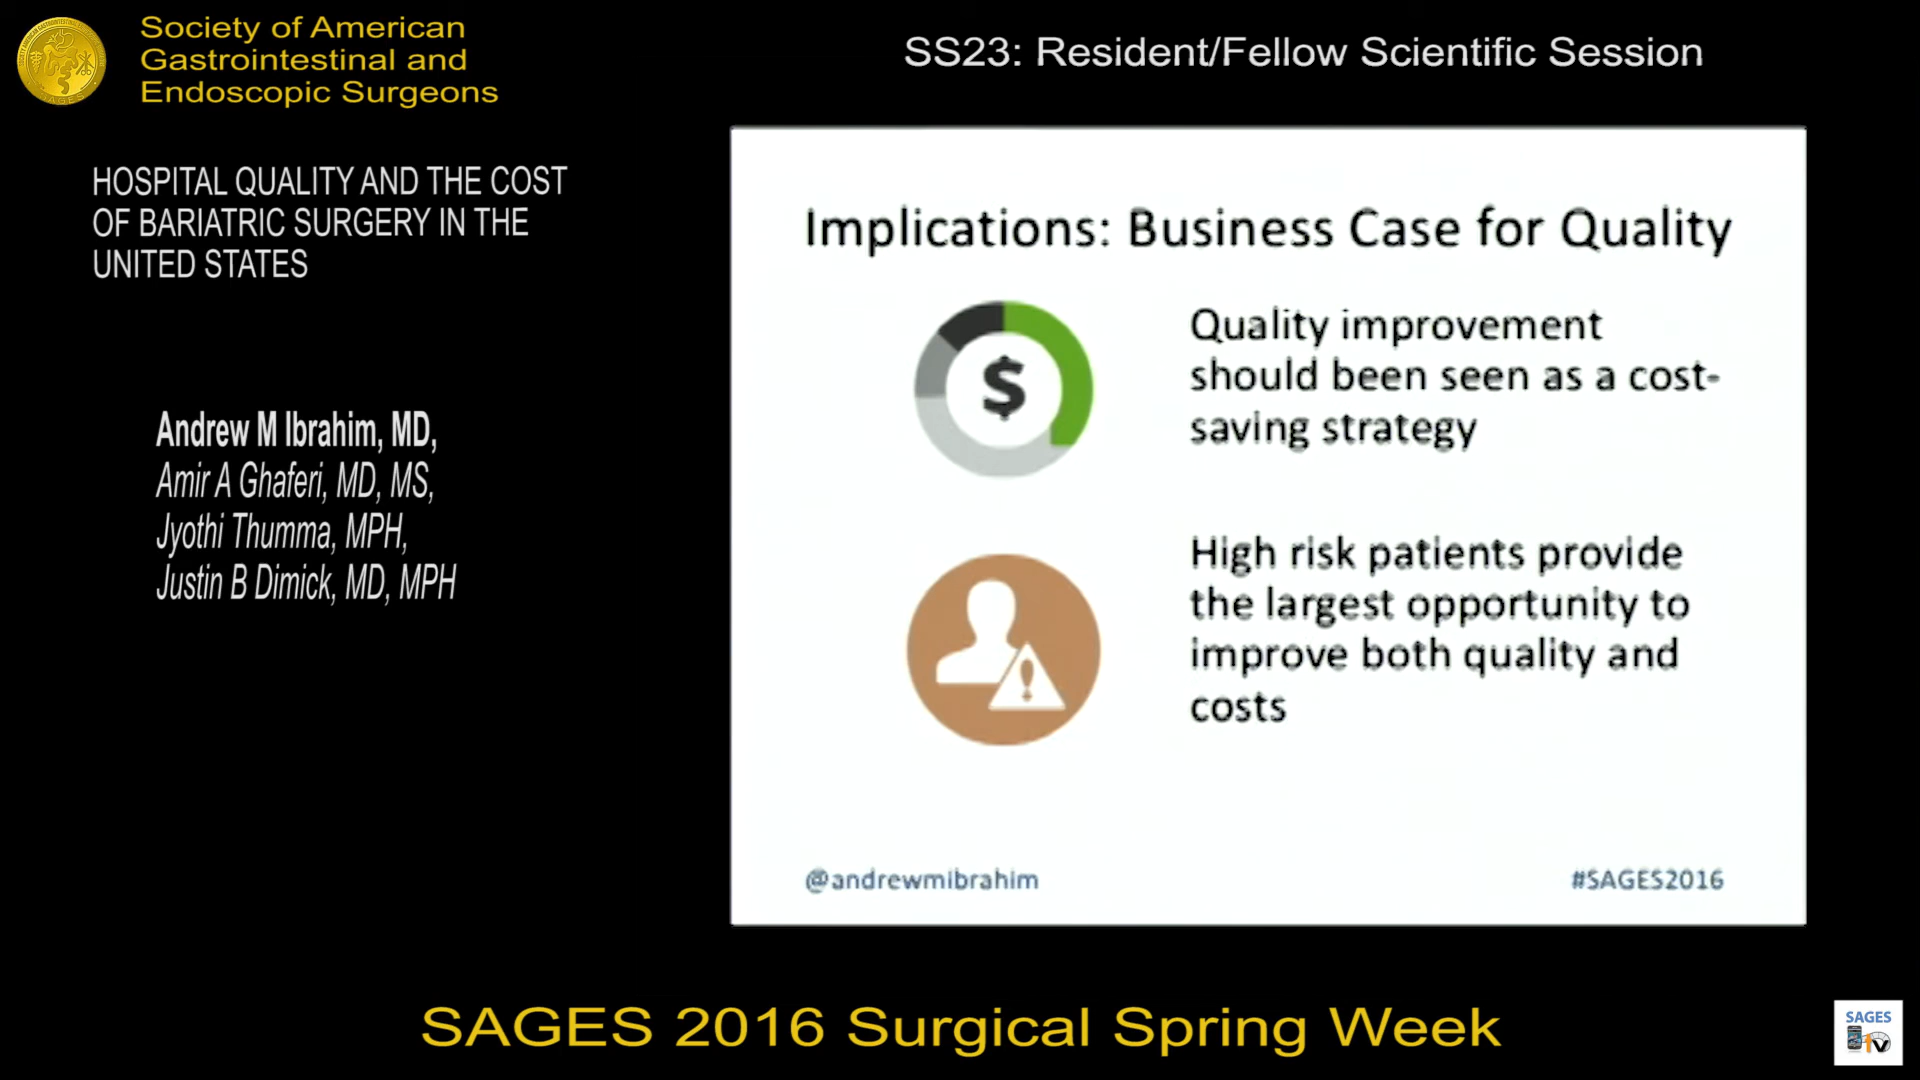 Society of American
Gastrointestinal and
Endoscopic Surgeons
SS23: Resident/Fellow Scientific Session
HOSPITAL QUALITY AND THE COST
OF BARIATRIC SURGERY IN THE
UNITED STATES
Andrew M Ibrahim, MD,
Amir A Ghaferi, MD, MS,
Jyothi Thumma, MPH,
Justin B Dimick, MD, MPH
Implications: Business Case for Quality
$
Quality improvement
should been seen as a cost-
saving strategy
High risk patients provide
the largest opportunity to
improve both quality and
costs
@andrewmibrahim
#SAGES2016
SAGES 2016 Surgical Spring Week
SAGES
tv